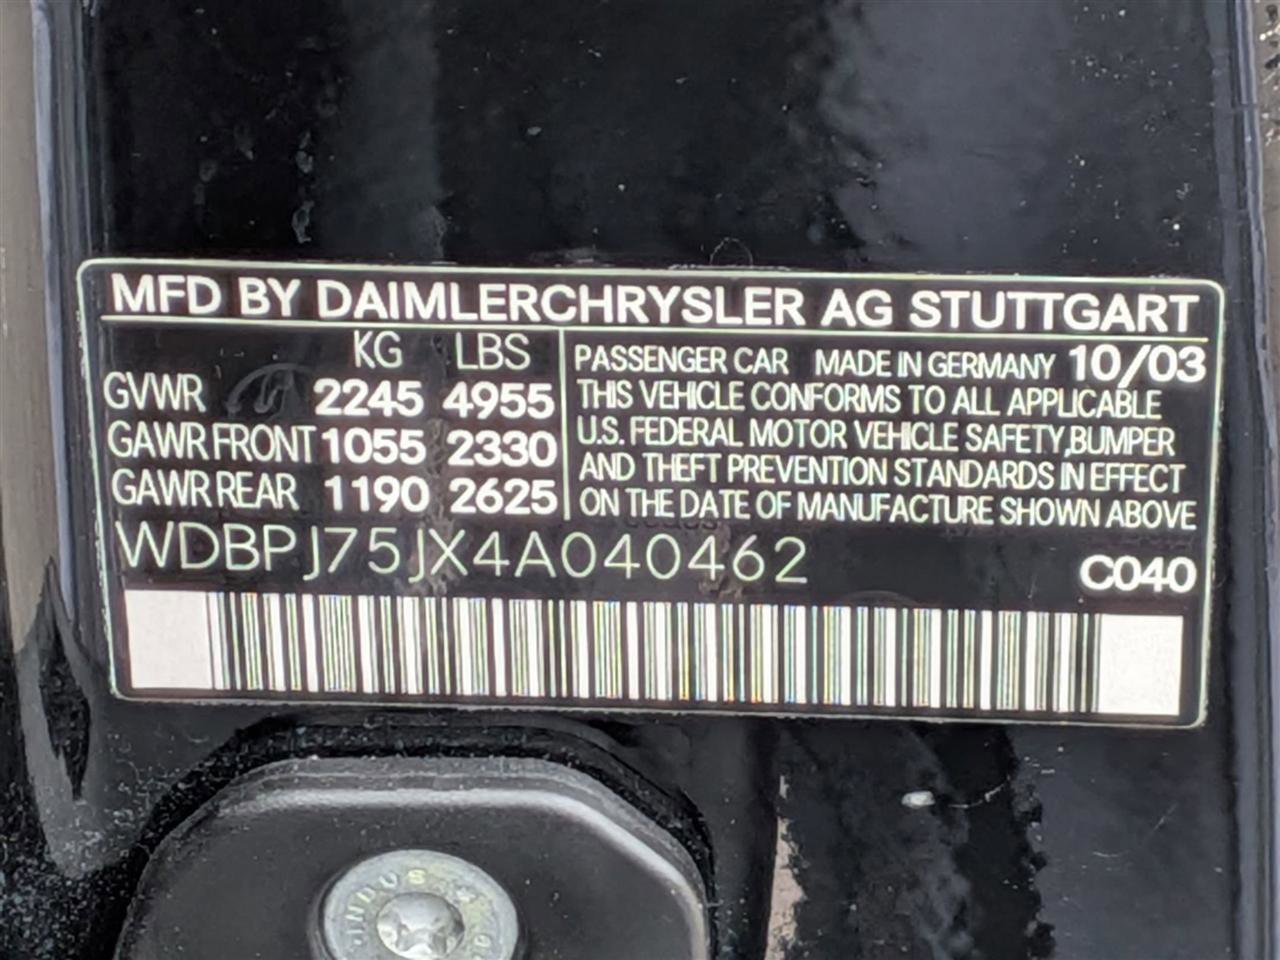 MFD BY DAIMLERCHRYSLER AG STUTTGART
KG LBS
GVWR 2245 4955
GAWR FRONT 1055 2330
GAWR REAR 1190 2625
PASSENGER CAR MADE IN GERMANY 10/03
THIS VEHICLE CONFORMS TO ALL APPLICABLE
U.S. FEDERAL MOTOR VEHICLE SAFETY,BUMPER
AND THEFT PREVENTION STANDARDS IN EFFECT
ON THE DATE OF MANUFACTURE SHOWN ABOVE
WDBPJ75JX4A040462
C040